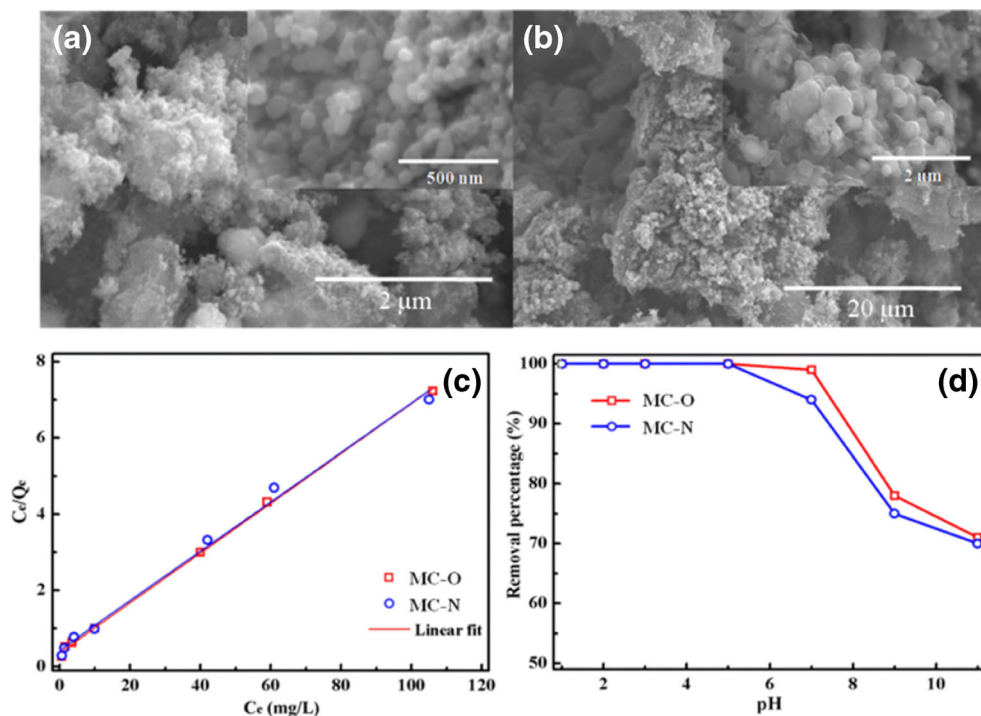 (a)
500 nm
2 μm
(b)
2 μm
20 μm
(c)
8
6
4
2
0
Ce/Qe
0 20 40 60 80 100 120
Ce (mg/L)
MC-O
MC-N
Linear fit
(d)
100
90
80
70
60
50
Removal percentage (%)
2 4 6 8 10
pH
MC-O
MC-N